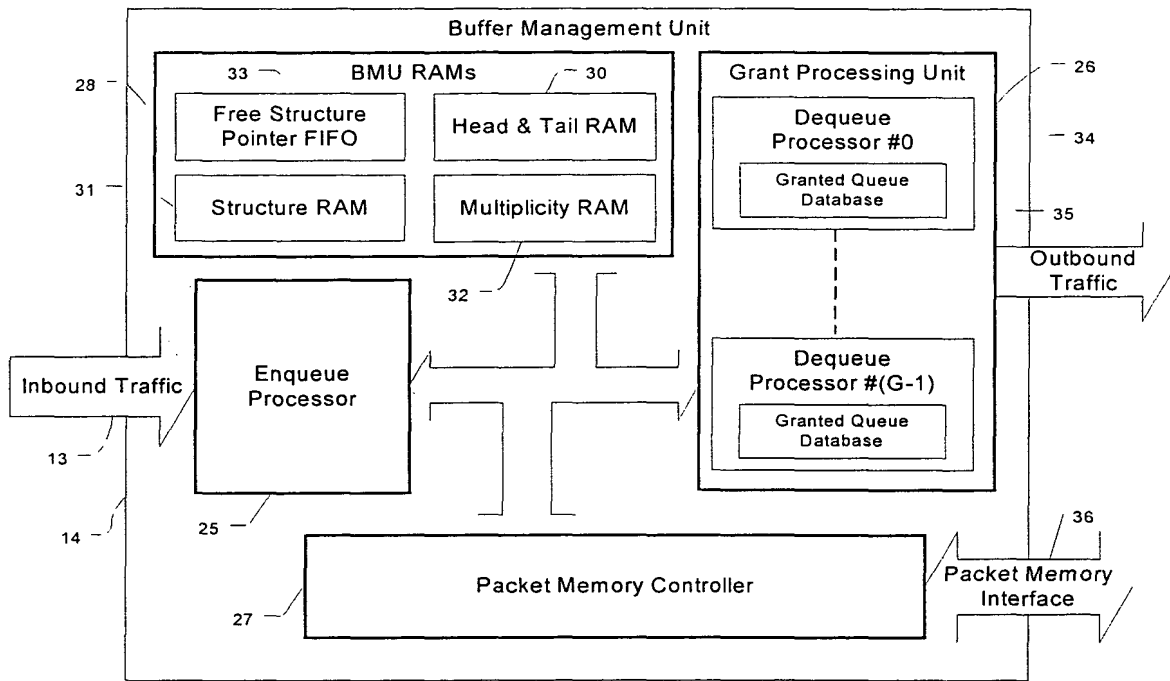 Buffer Management Unit
33
BMU RAMs
30
28
Free Structure
Pointer FIFO
Head & Tail RAM
31
Structure RAM
Multiplicity RAM
32
Grant Processing Unit
26
Dequeue
Processor #0
34
Granted Queue
Database
35
Outbound
Traffic
Dequeue
Processor #(G-1)
Granted Queue
Database
Inbound Traffic
13
Enqueue
Processor
14
25
36
Packet Memory Controller
27
Packet Memory
Interface